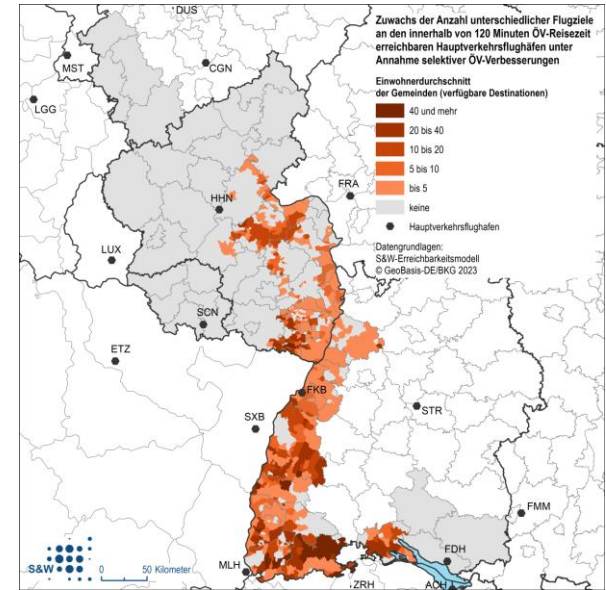 Zuwachs der Anzahl unterschiedlicher Flugziele
an den innerhalb von 120 Minuten ÖV-Reisezeit
erreichbaren Hauptverkehrsflughäfen unter
Annahme selektiver ÖV-Verbesserungen
Einwohnerdurchschnitt
der Gemeinden (verfügbare Destinationen)
40 und mehr
20 bis 40
10 bis 20
5 bis 10
bis 5
keine
Hauptverkehrsflughafen
Datengrundlagen:
S&W-Erreichbarkeitsmodell
© GeoBasis-DE/BKG 2023
DUS
MST
CGN
LGG
HHN
FRA
LUX
SCN
ETZ
FKB
SXB
STR
FMM
MLH
FDH
ZRH
ACH
S&W
0 50 Kilometer